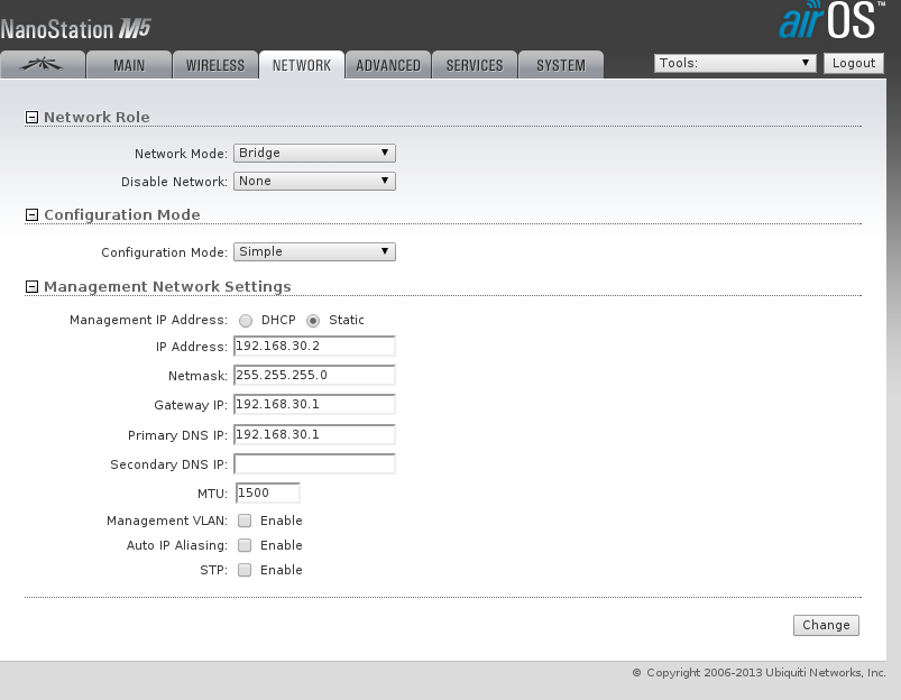 NanoStation M5
airOS™
MAIN WIRELESS NETWORK ADVANCED SERVICES SYSTEM Tools: Logout
Network Role
Network Mode: Bridge
Disable Network: None
Configuration Mode
Configuration Mode: Simple
Management Network Settings
Management IP Address: DHCP Static
IP Address: 192.168.30.2
Netmask: 255.255.255.0
Gateway IP: 192.168.30.1
Primary DNS IP: 192.168.30.1
Secondary DNS IP:
MTU: 1500
Management VLAN: Enable
Auto IP Aliasing: Enable
STP: Enable
Change
© Copyright 2006-2013 Ubiquiti Networks, Inc.